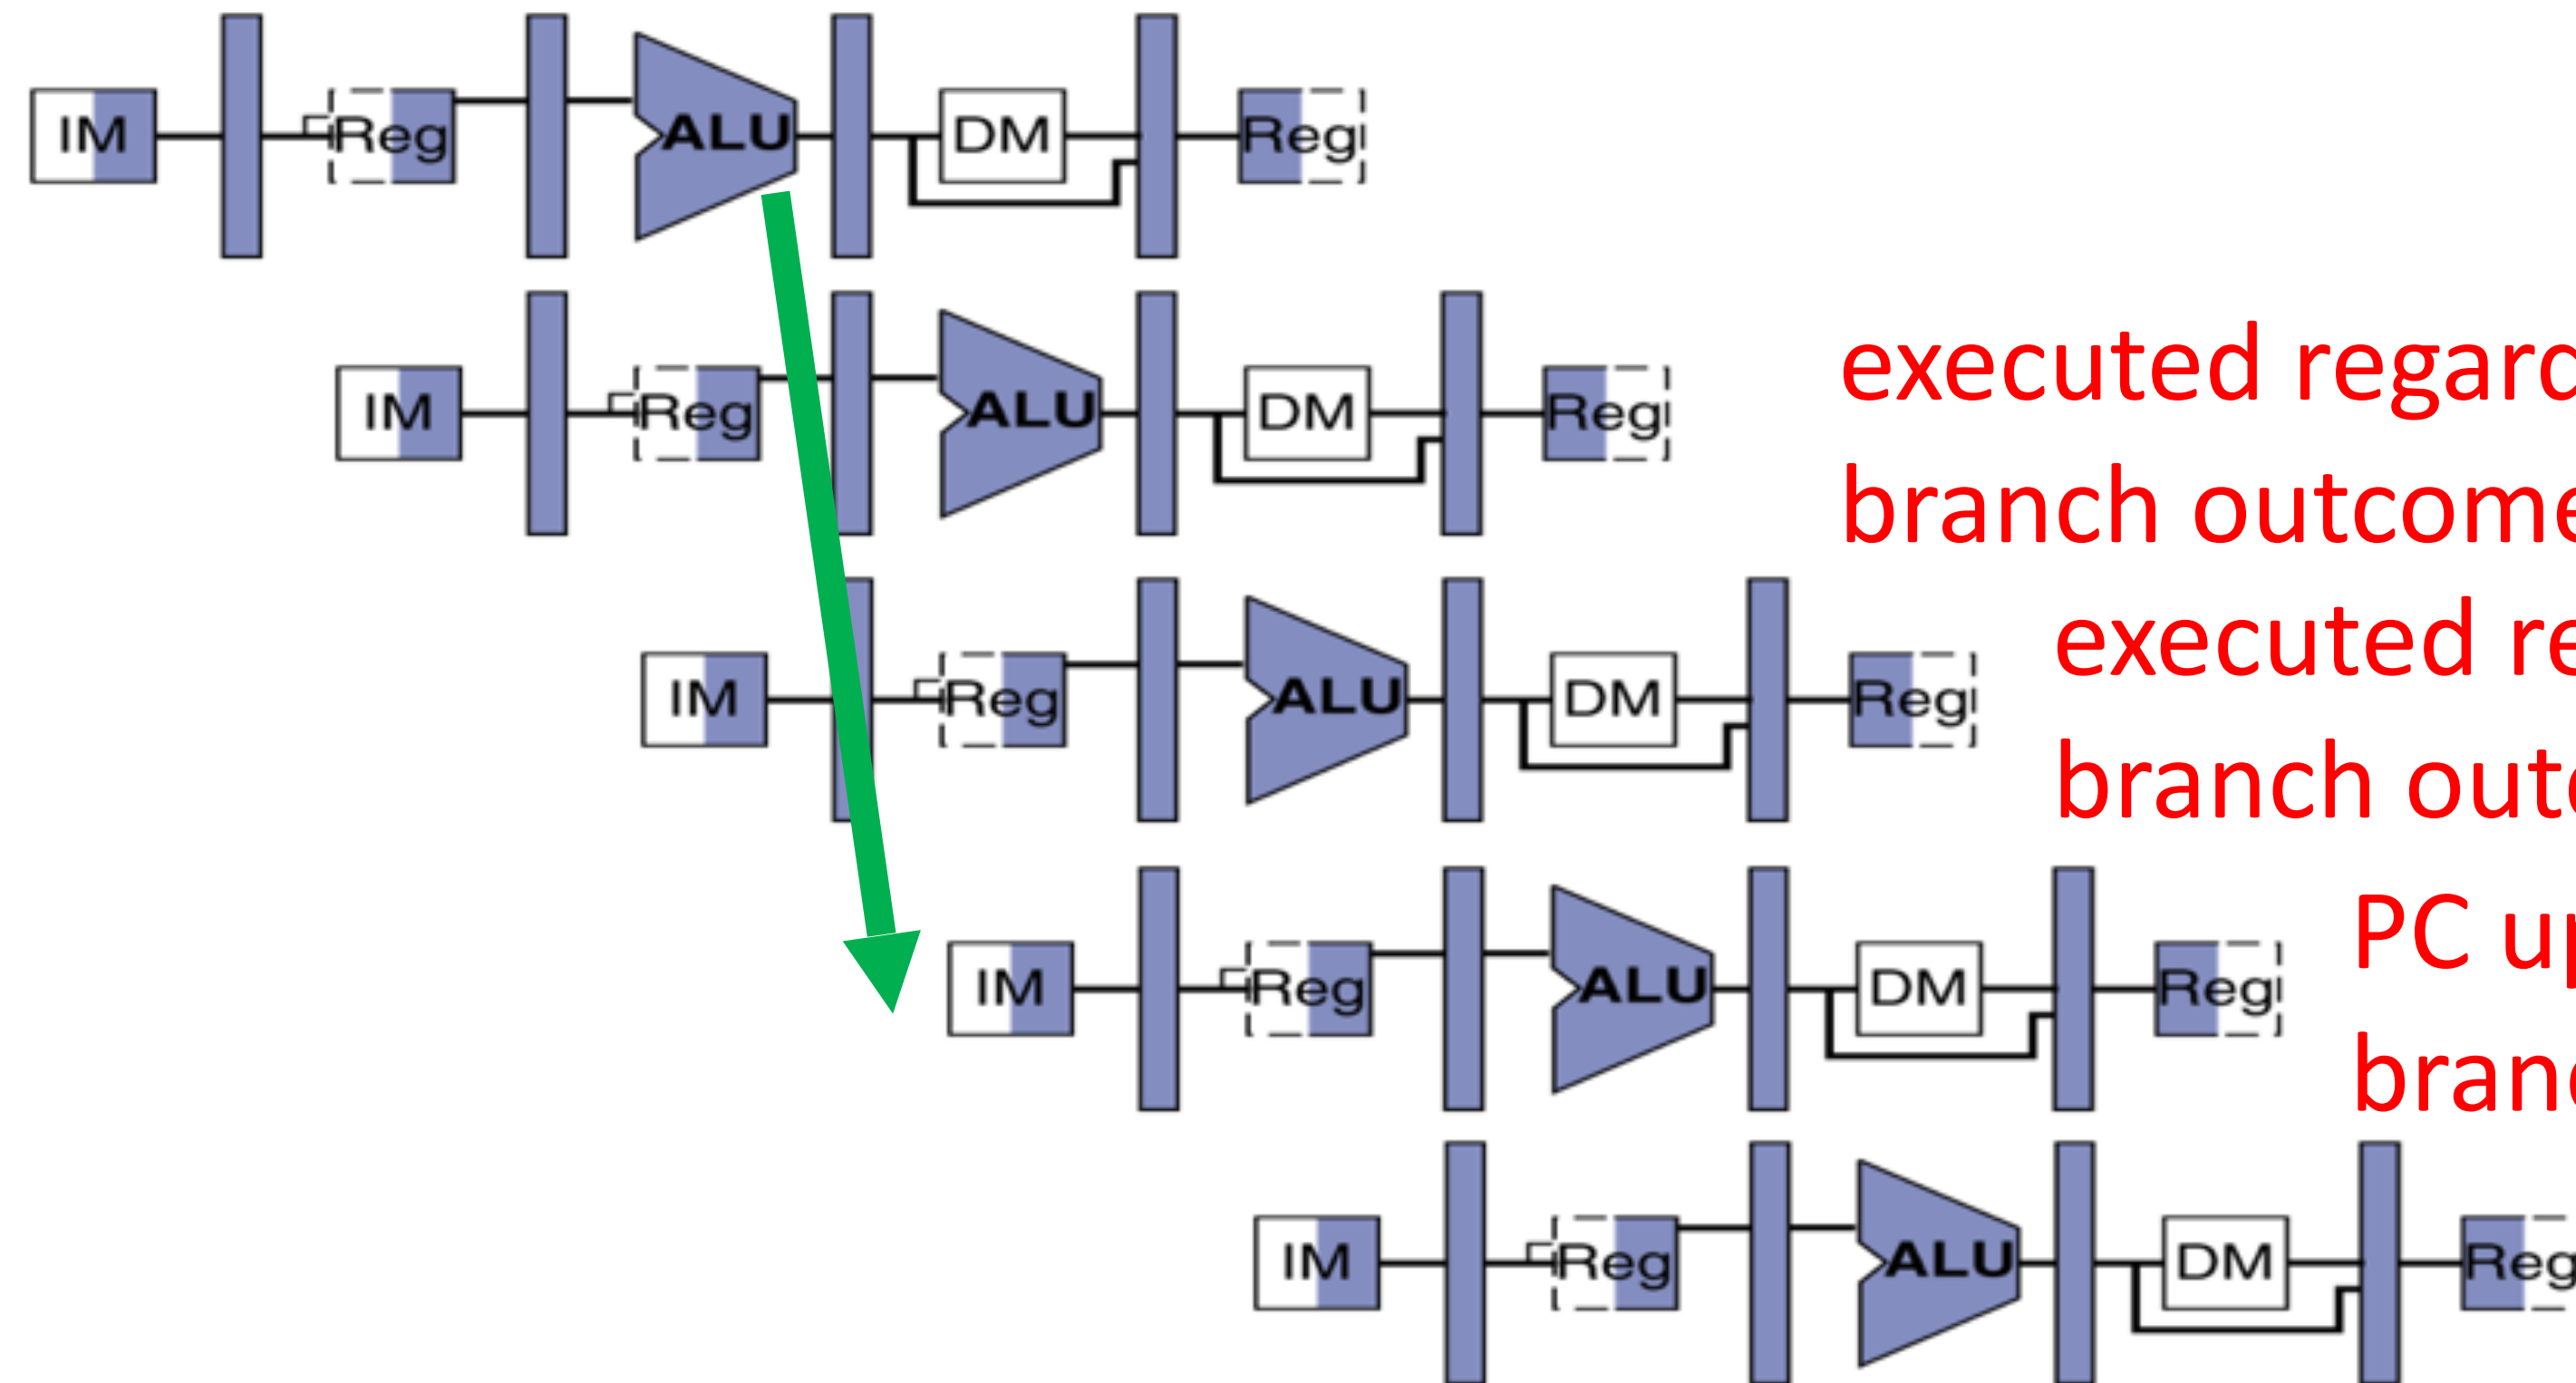 IM Reg ALU DM Reg
executed regard
branch outcome
IM Reg ALU DM Reg
executed re
branch out
IM Reg ALU DM Reg
PC up
IM Reg ALU DM Reg
bran
IM Reg ALU DM Reg